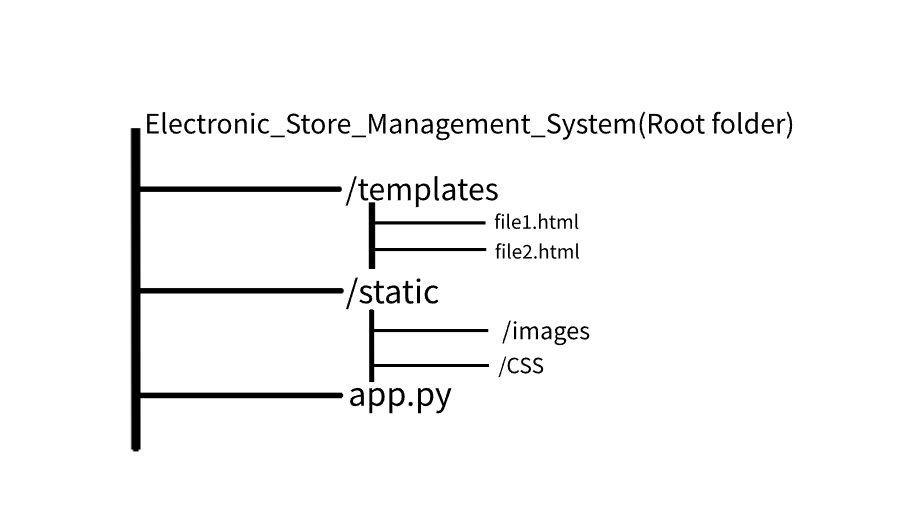 Electronic_Store_Management_System(Root folder)
/templates
file1.html
file2.html
/static
/images
/CSS
app.py